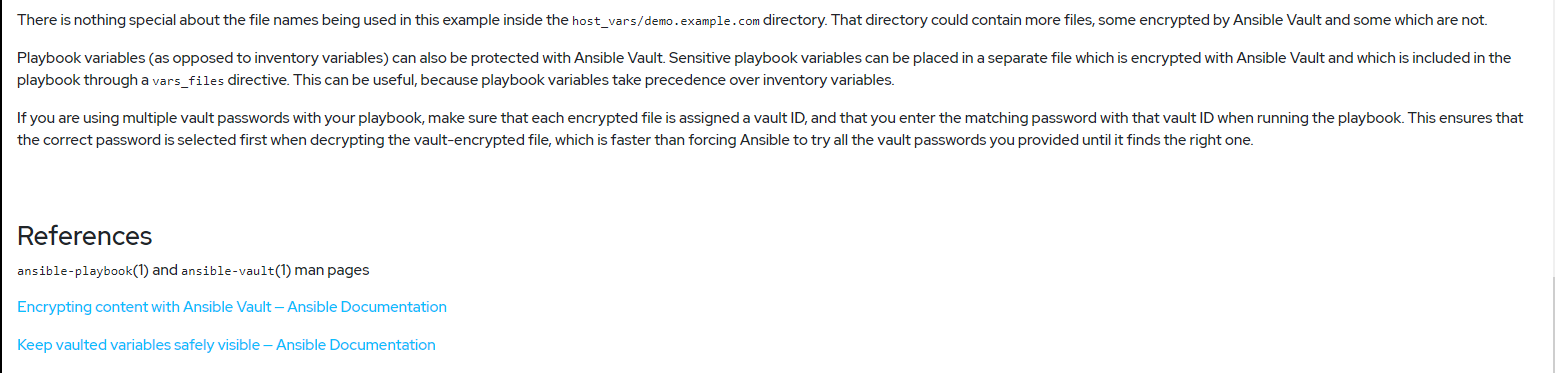 There is nothing special about the file names being used in this example inside the host_vars/demo.example.com directory. That directory could contain more files, some encrypted by Ansible Vault and some which are not.
Playbook variables (as opposed to inventory variables) can also be protected with Ansible Vault. Sensitive playbook variables can be placed in a separate file which is encrypted with Ansible Vault and which is included in the
playbook through a vars_files directive. This can be useful, because playbook variables take precedence over inventory variables.
If you are using multiple vault passwords with your playbook, make sure that each encrypted file is assigned a vault ID, and that you enter the matching password with that vault ID when running the playbook. This ensures that
the correct password is selected first when decrypting the vault-encrypted file, which is faster than forcing Ansible to try all the vault passwords you provided until it finds the right one.
References
ansible-playbook(1) and ansible-vault(1) man pages
Encrypting content with Ansible Vault — Ansible Documentation
Keep vaulted variables safely visible — Ansible Documentation